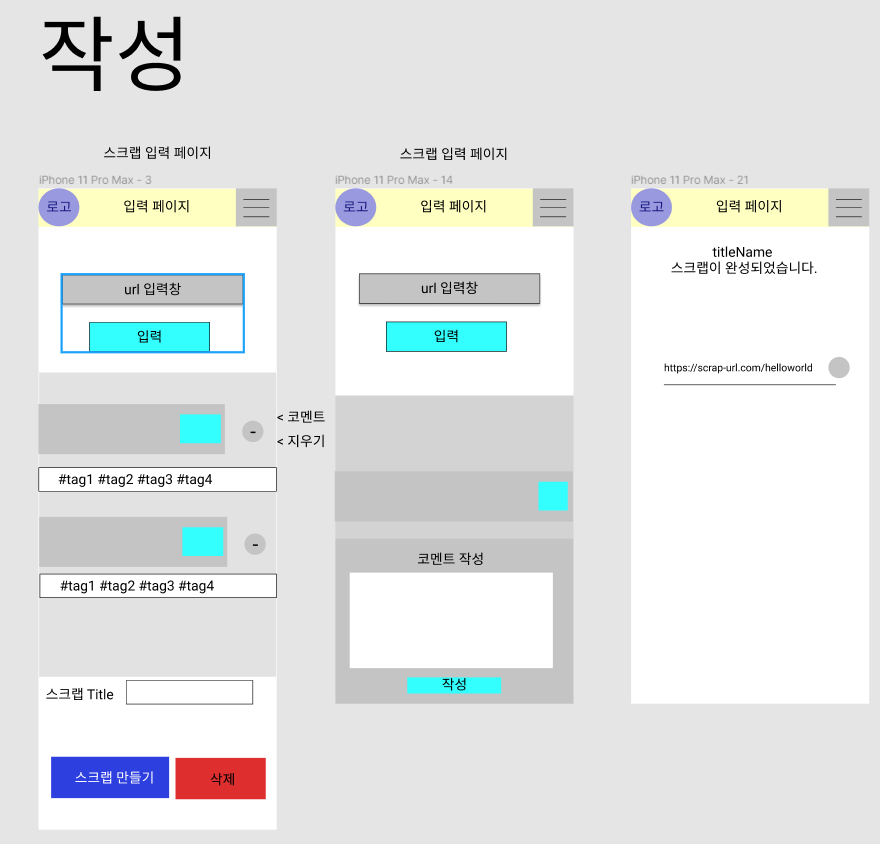 작성
스크랩 입력 페이지
iPhone 11 Pro Max - 3
로고
입력 페이지
url 입력창
입력
-
< 코멘트
< 지우기
#tag1 #tag2 #tag3 #tag4
-
#tag1 #tag2 #tag3 #tag4
스크랩 Title
스크랩 만들기
삭제
스크랩 입력 페이지
iPhone 11 Pro Max - 14
로고
입력 페이지
url 입력창
입력
코멘트 작성
작성
iPhone 11 Pro Max - 21
로고
입력 페이지
titleName
스크랩이 완성되었습니다.
https://scrap-url.com/helloworld